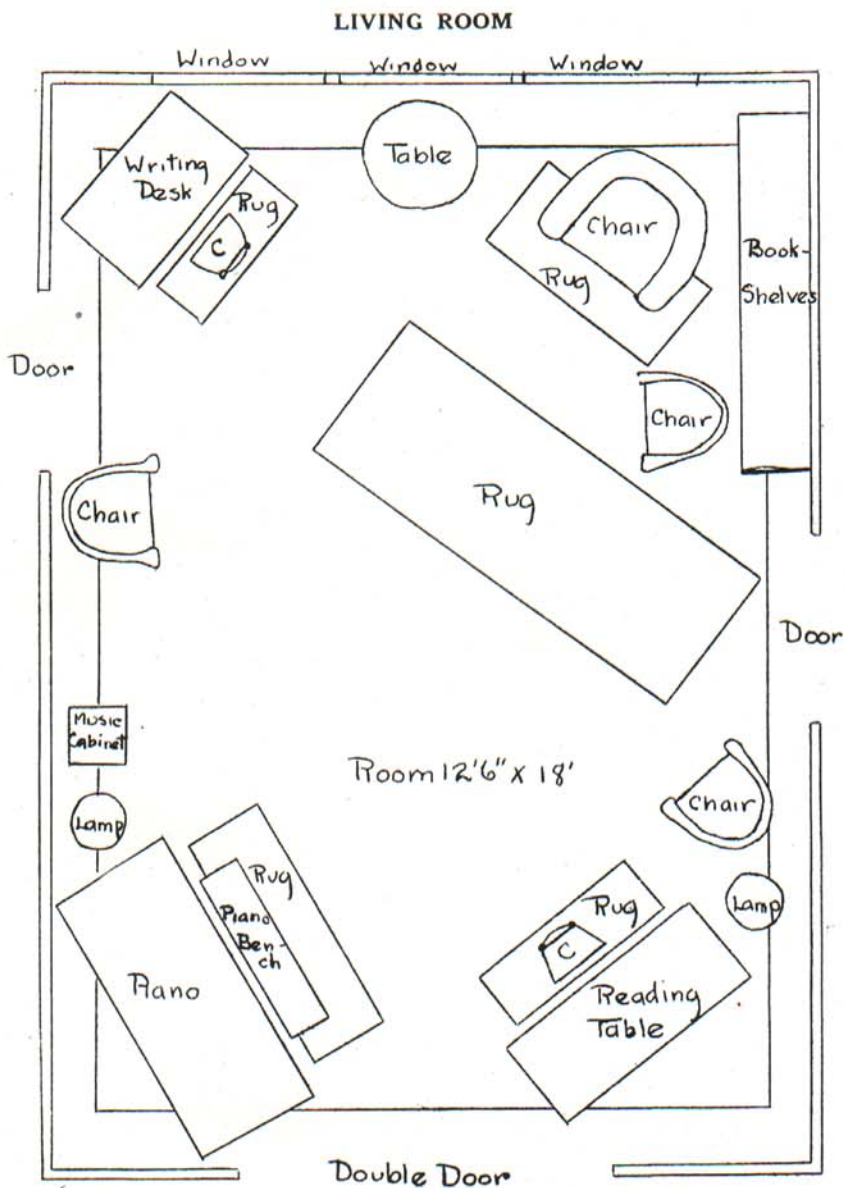 LIVING ROOM
Window
Window
Window
Writing
Desk
Rug
C
Table
Chair
Rug
Book-
Shelves
Door
Chair
Chair
Rug
Door
Music
Cabinet
Room 12'6" x 18'
Lamp
Chair
Rug
Piano
Ben-
ch
Piano
Rug
C
Lamp
Reading
Table
Double Door